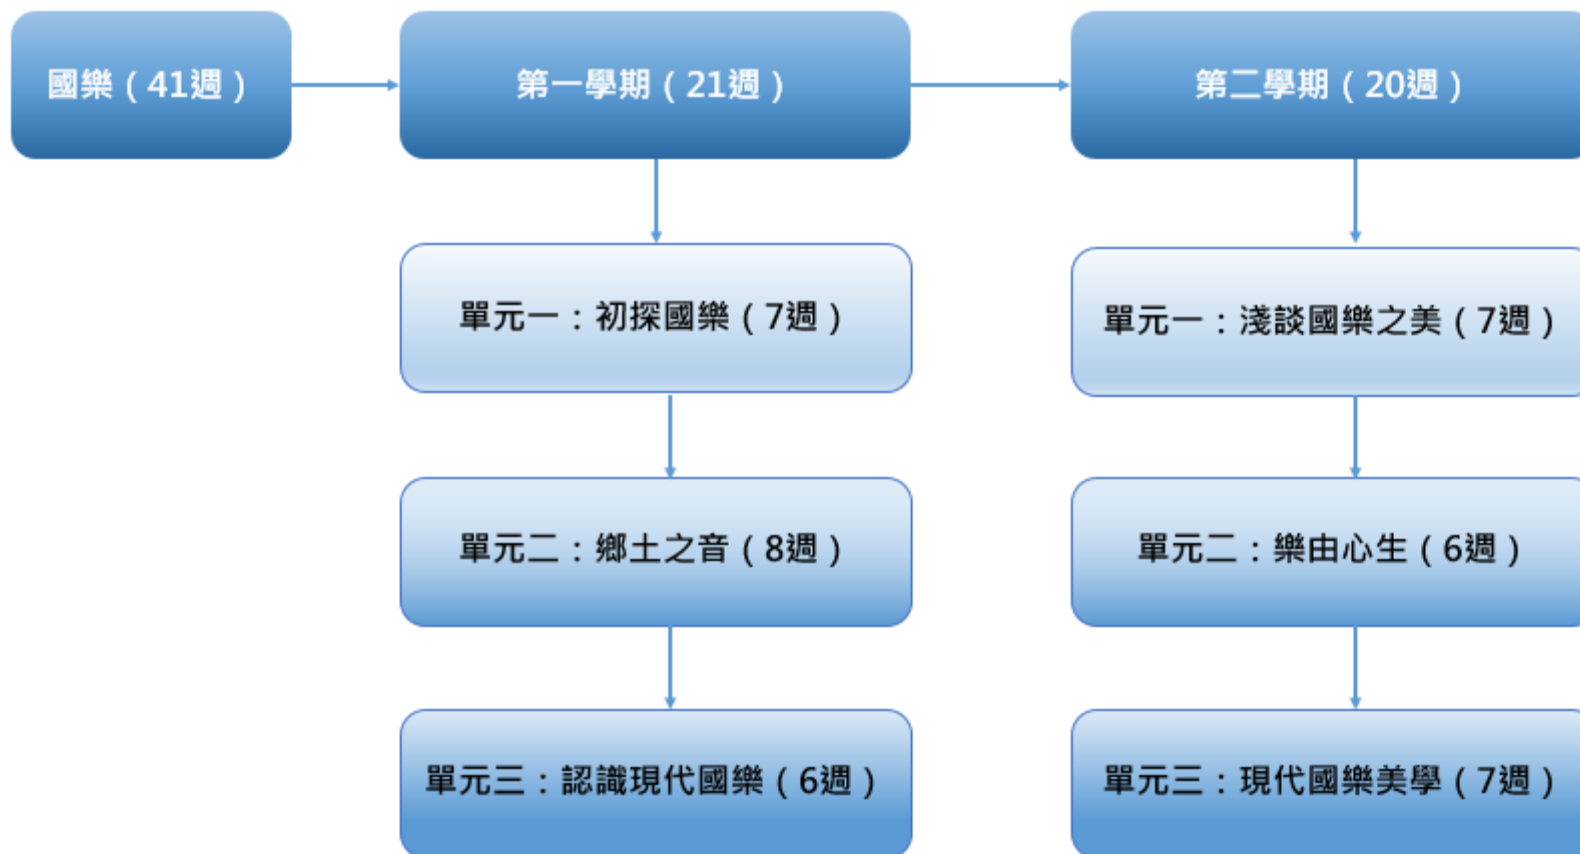 國樂（41週）
第一學期（21週）
第二學期（20週）
單元一：初探國樂（7週）
單元二：鄉土之音（8週）
單元三：認識現代國樂（6週）
單元一：淺談國樂之美（7週）
單元二：樂由心生（6週）
單元三：現代國樂美學（7週）